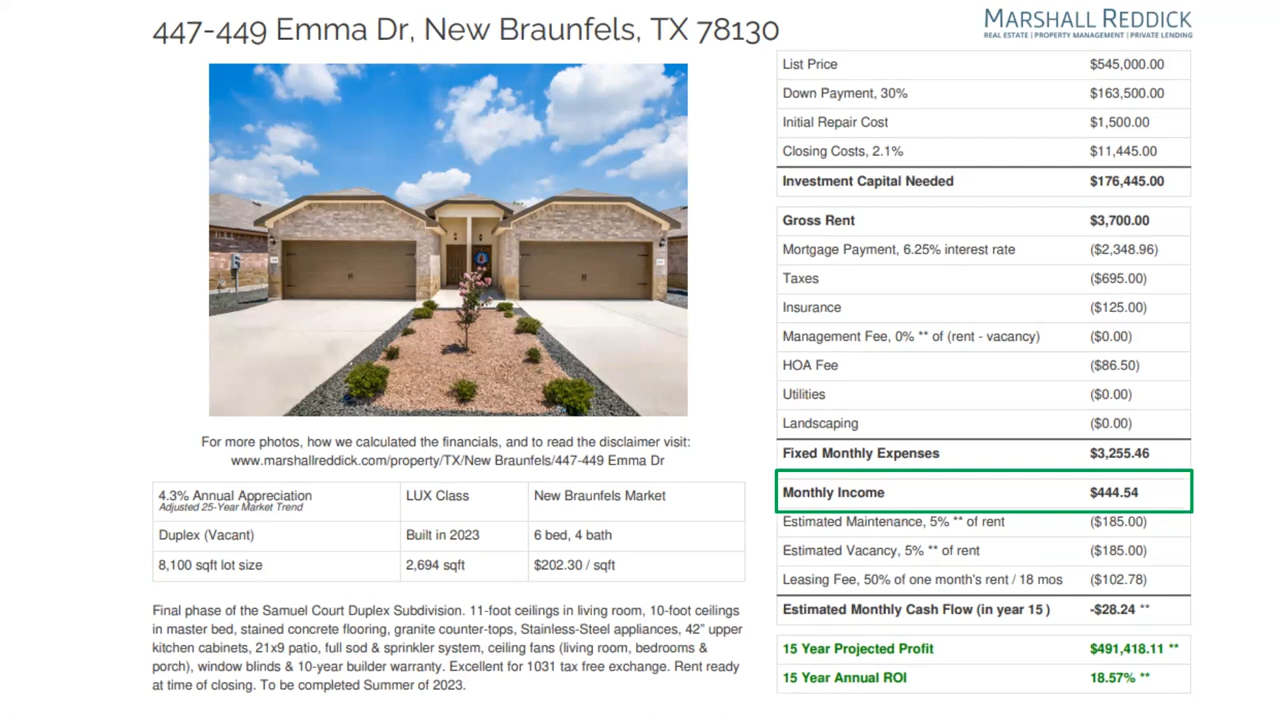 447-449 Emma Dr, New Braunfels, TX 78130
MARSHALL REDDICK
REAL ESTATE | PROPERTY MANAGEMENT | PRIVATE LENDING
For more photos, how we calculated the financials, and to read the disclaimer visit:
www.marshallreddick.com/property/TX/New Braunfels/447-449 Emma Dr
4.3% Annual Appreciation LUX Class New Braunfels Market
Adjusted 25-Year Market Trend
Duplex (Vacant) Built in 2023 6 bed, 4 bath
8,100 sqft lot size 2,694 sqft $202.30 / sqft
Final phase of the Samuel Court Duplex Subdivision. 11-foot ceilings in living room, 10-foot ceilings
in master bed, stained concrete flooring, granite counter-tops, Stainless-Steel appliances, 42” upper
kitchen cabinets, 21x9 patio, full sod & sprinkler system, ceiling fans (living room, bedrooms &
porch), window blinds & 10-year builder warranty. Excellent for 1031 tax free exchange. Rent ready
at time of closing. To be completed Summer of 2023.
List Price $545,000.00
Down Payment, 30% $163,500.00
Initial Repair Cost $1,500.00
Closing Costs, 2.1% $11,445.00
Investment Capital Needed $176,445.00
Gross Rent $3,700.00
Mortgage Payment, 6.25% interest rate ($2,348.96)
Taxes ($695.00)
Insurance ($125.00)
Management Fee, 0% ** of (rent - vacancy) ($0.00)
HOA Fee ($86.50)
Utilities ($0.00)
Landscaping ($0.00)
Fixed Monthly Expenses $3,255.46
Monthly Income $444.54
Estimated Maintenance, 5% ** of rent ($185.00)
Estimated Vacancy, 5% ** of rent ($185.00)
Leasing Fee, 50% of one month's rent / 18 mos ($102.78)
Estimated Monthly Cash Flow (in year 15 ) -$28.24 **
15 Year Projected Profit $491,418.11 **
15 Year Annual ROI 18.57% **